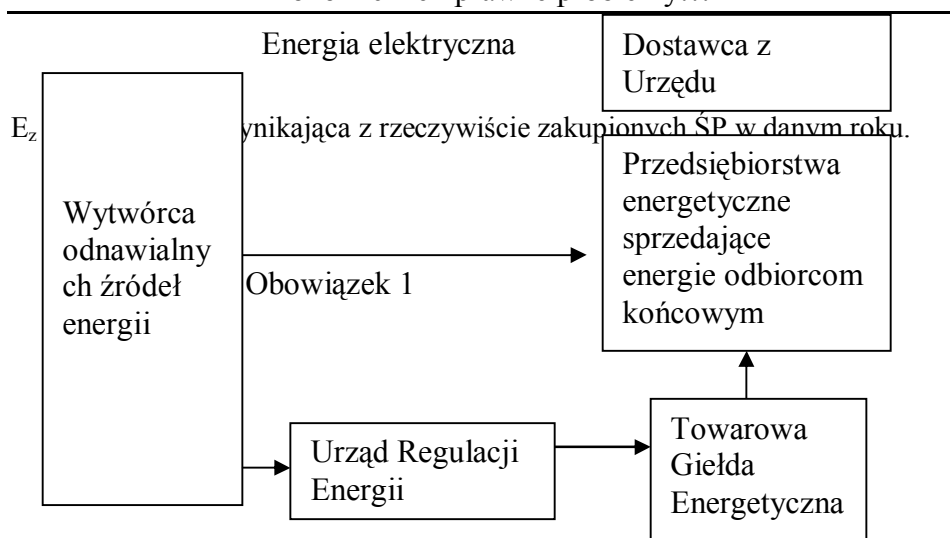 Energia elektryczna
Dostawca z
Urzędu
E_z
ynikająca z rzeczywiście zakupionych ŚP w danym roku.
Wytwórca
odnawialny
ch źródeł
energii
Obowiązek 1
Przedsiębiorstwa
energetyczne
sprzedające
energie odbiorcom
końcowym
Urząd Regulacji
Energii
Towarowa
Giełda
Energetyczna